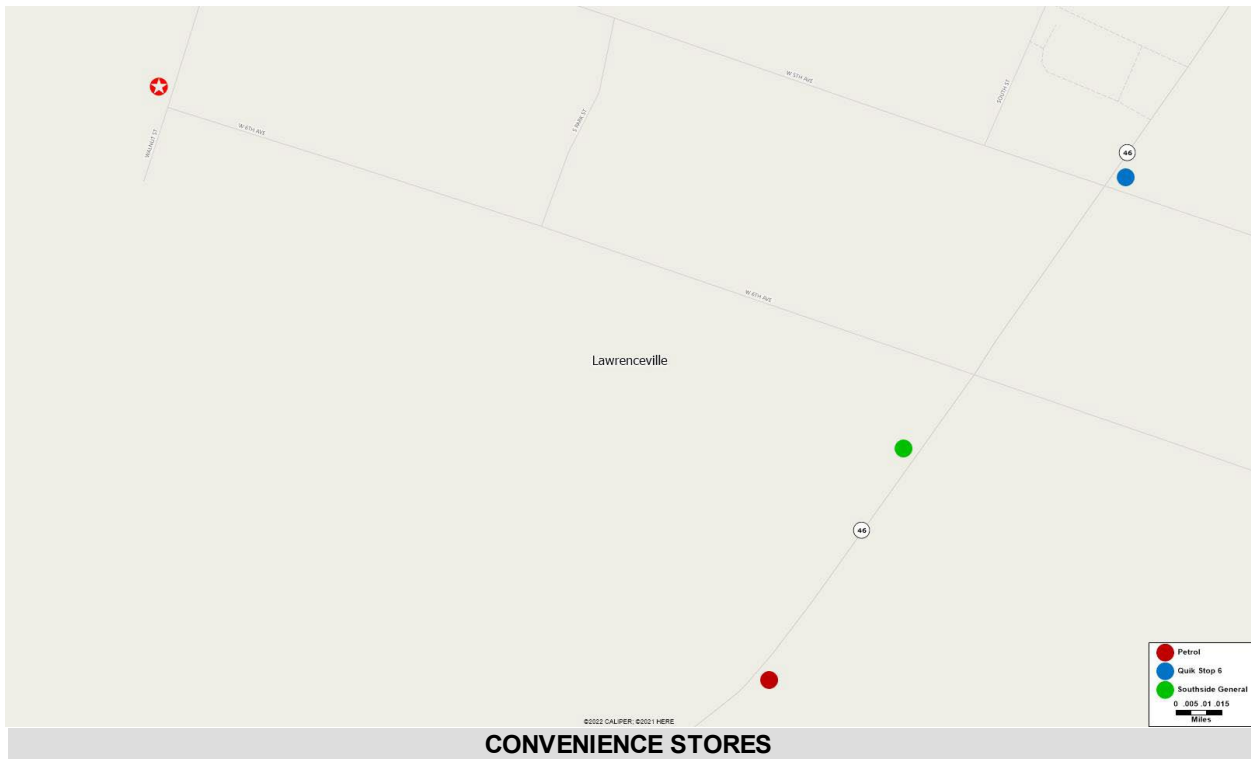 W 5TH AVE
SOUTH ST
W 6TH AVE
S PARK ST
WALNUT ST
46
W 6TH AVE
Lawrenceville
46
Petrol
Quik Stop 6
Southside General
0 .005 .01 .015
Miles
©2022 CALIPER; ©2021 HERE
CONVENIENCE STORES